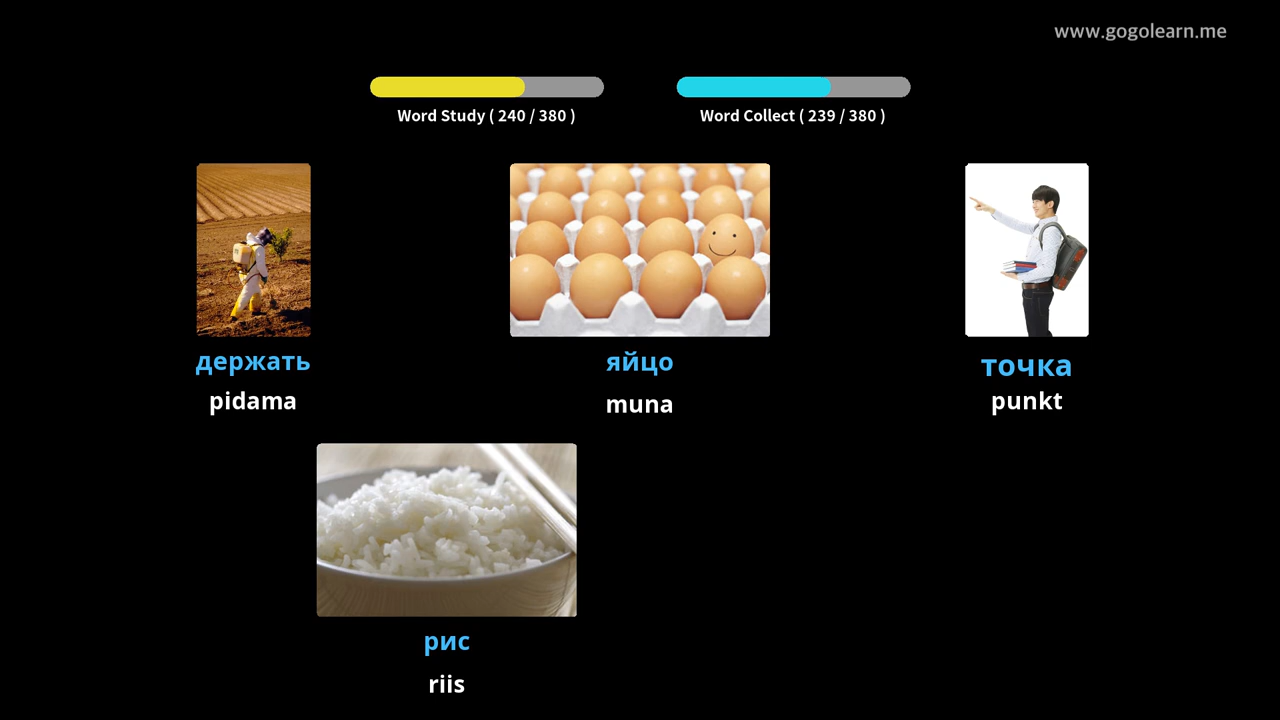 www.gogolearn.me
Word Study ( 240 / 380 )
Word Collect ( 239 / 380 )
держать
яйцо
точка
pidama
muna
punkt
рис
riis